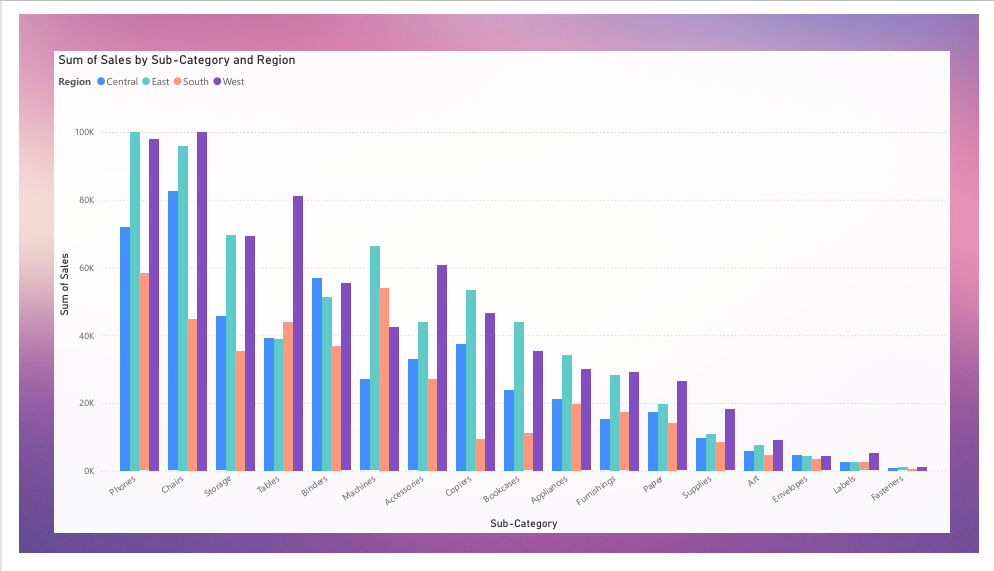 Sum of Sales by Sub-Category and Region
Region Central East South West
100K
80K
60K
40K
20K
0K
Sum of Sales
Phones Chairs Storage Tables Binders Machines Accessories Copiers Bookcases Appliances Furnishings Paper Supplies Art Envelopes Labels Fasteners
Sub-Category